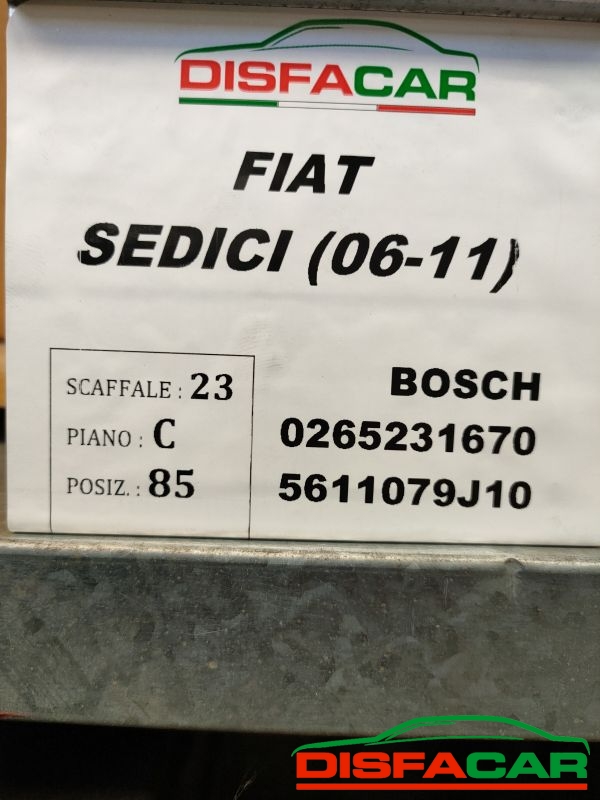 DISFACAR
FIAT
SEDICI (06-11)
SCAFFALE : 23
PIANO : C
POSIZ. : 85
BOSCH
0265231670
5611079J10
DISFACAR